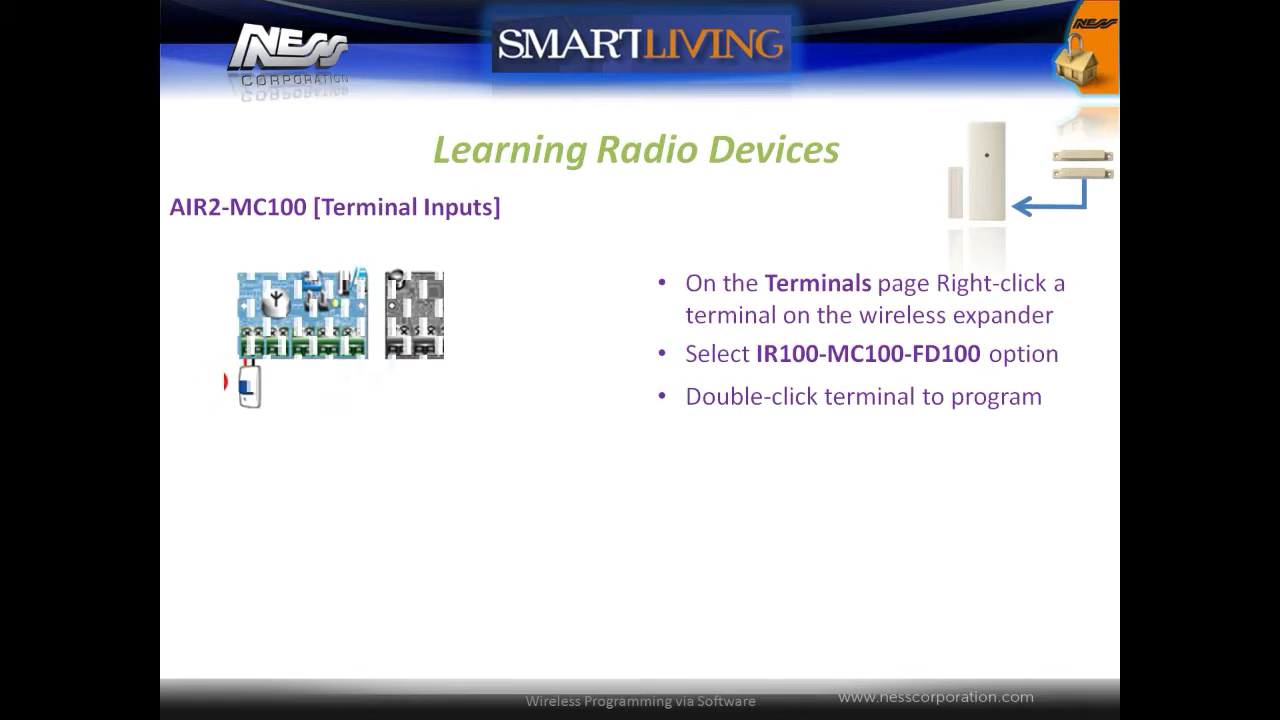 NESS
CORPORATION
SMARTLIVING
NESS
Learning Radio Devices
AIR2-MC100 [Terminal Inputs]
• On the Terminals page Right-click a
terminal on the wireless expander
• Select IR100-MC100-FD100 option
• Double-click terminal to program
Wireless Programming via Software
www.nesscorporation.com